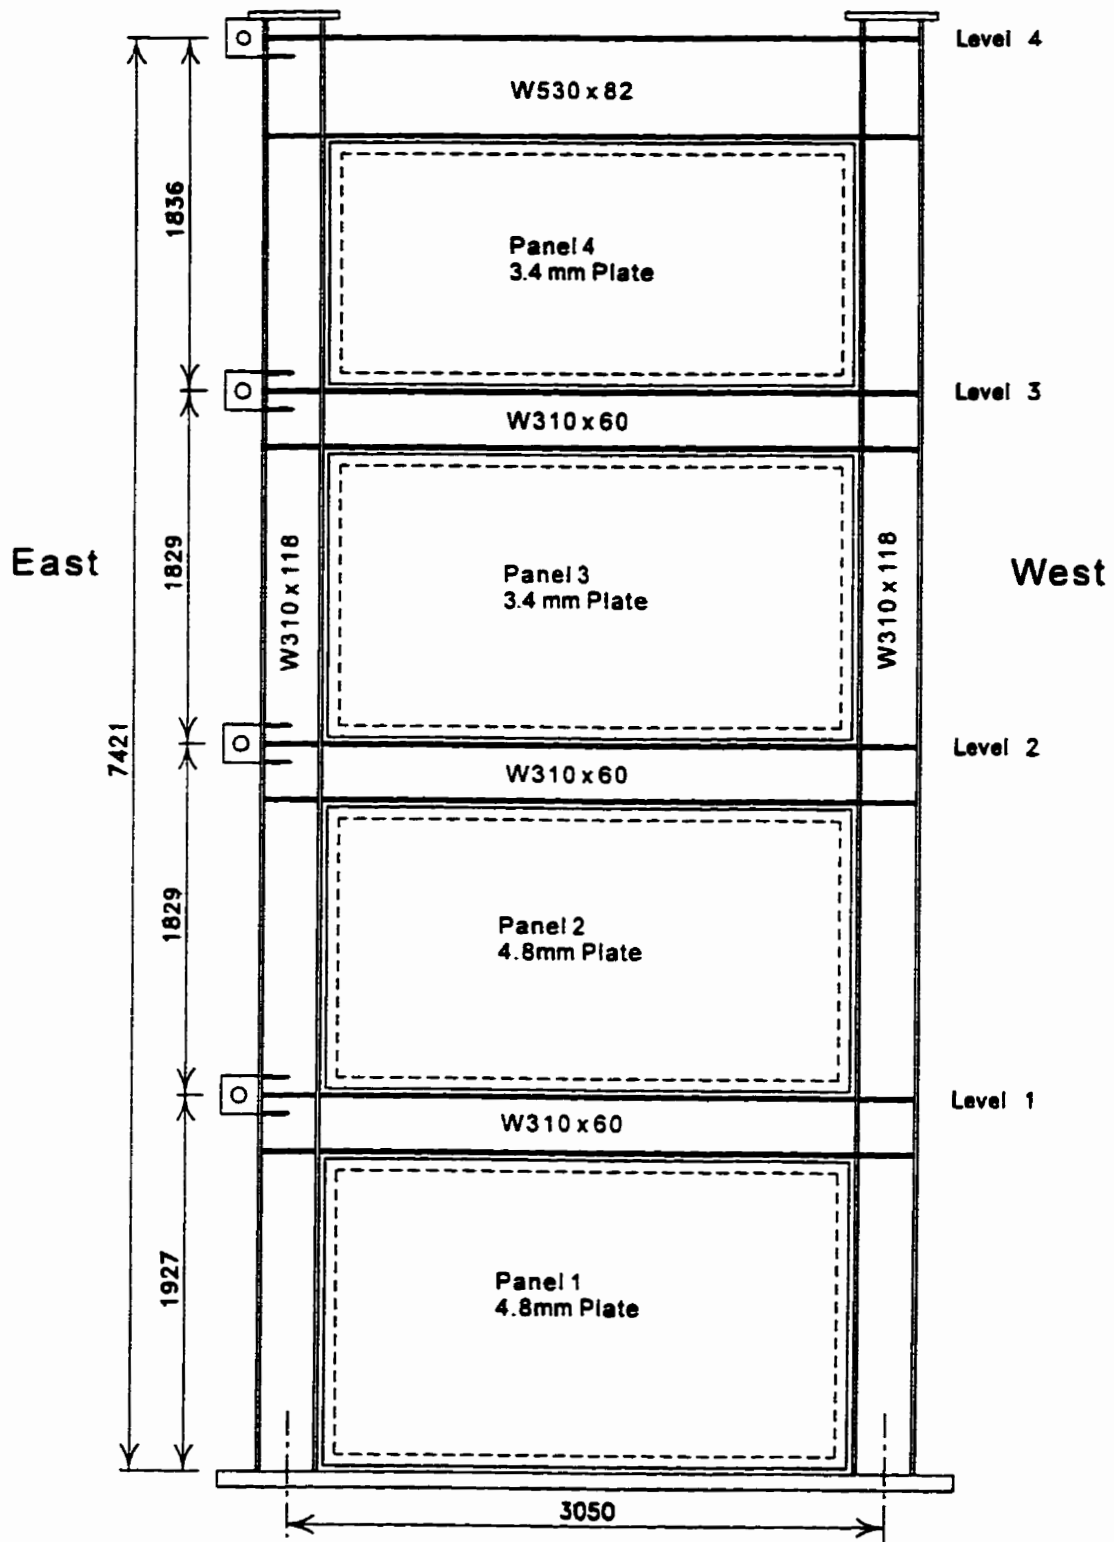 Level 4
W530 x 82
1836
Panel 4
3.4 mm Plate
Level 3
W310 x 60
East
1829
W310 x 118
Panel 3
3.4 mm Plate
W310 x 118
West
7421
Level 2
W310 x 60
1829
Panel 2
4.8mm Plate
Level 1
W310 x 60
1927
Panel 1
4.8mm Plate
3050